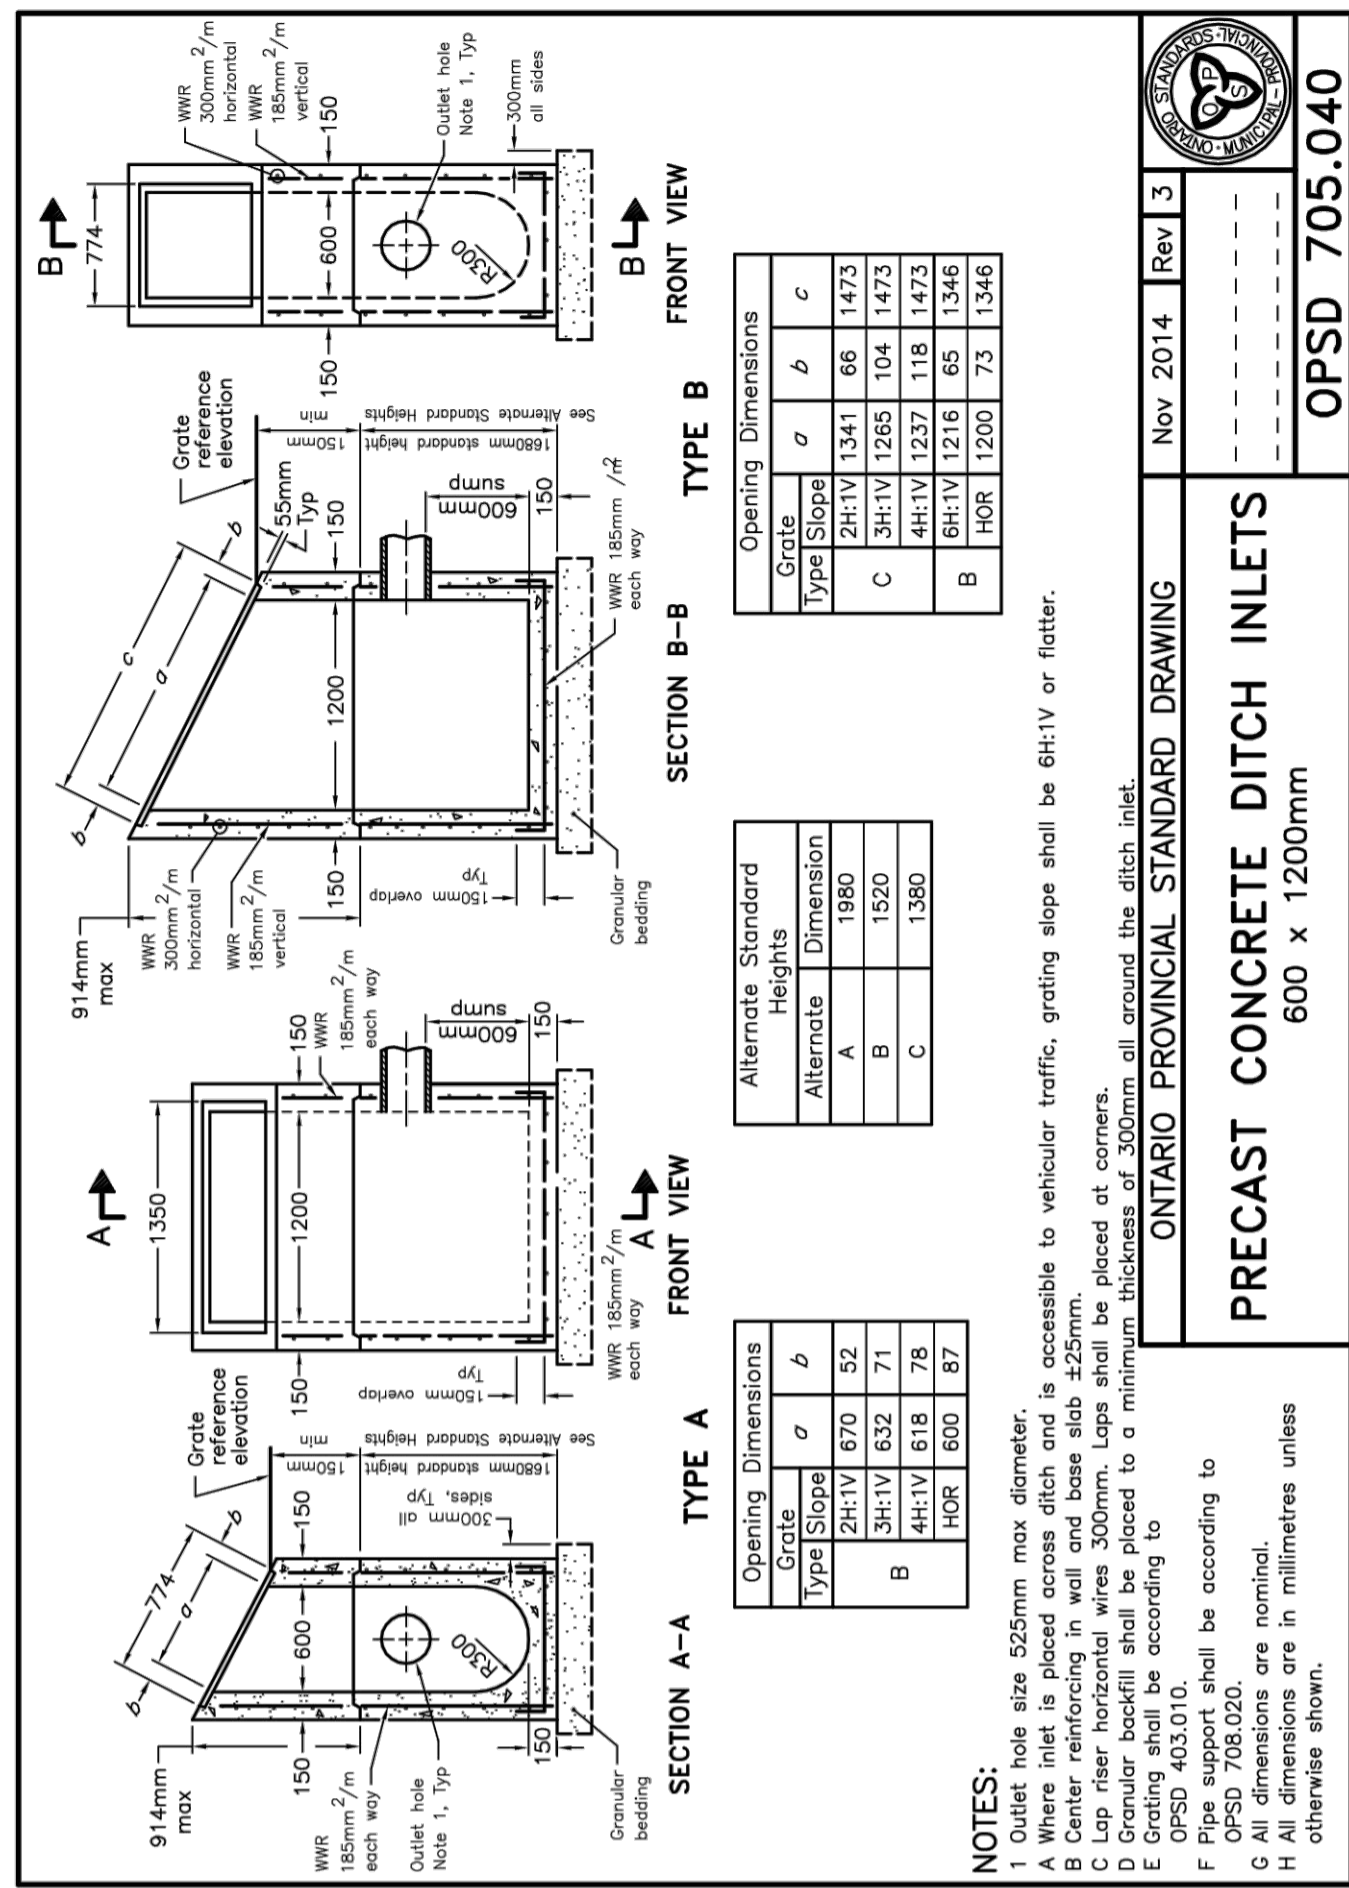 914mm
max
b
774
a
b
Grate
reference
elevation
150
600
150
150mm
min
1680mm standard height
See Alternate Standard Heights
300mm all
sides, Typ
WWR
185mm²/m
each way
Outlet hole
Note 1, Typ
R300
150
Granular
bedding
SECTION A-A
A
1350
150
1200
150
WWR
185mm²/m
each way
150mm overlap
Typ
600mm
sump
150
WWR 185mm²/m
each way
A
FRONT VIEW
TYPE A
914mm
max
b
c
a
b
Grate
reference
elevation
55mm
Typ
WWR
300mm²/m
horizontal
WWR
185mm²/m
vertical
150
1200
150
150mm
min
1680mm standard height
See Alternate Standard Heights
150mm overlap
Typ
600mm
sump
150
WWR 185mm /m²
each way
Granular
bedding
SECTION B-B
B
774
WWR
300mm²/m
horizontal
WWR
185mm²/m
vertical
150
600
150
Outlet hole
Note 1, Typ
R300
300mm
all sides
B
FRONT VIEW
TYPE B
Opening Dimensions
Grate
Type Slope a b
B
2H:1V 670 52
3H:1V 632 71
4H:1V 618 78
HOR 600 87
Alternate Standard
Heights
Alternate Dimension
A 1980
B 1520
C 1380
Opening Dimensions
Grate
Type Slope a b c
C
2H:1V 1341 66 1473
3H:1V 1265 104 1473
4H:1V 1237 118 1473
B
6H:1V 1216 65 1346
HOR 1200 73 1346
NOTES:
1 Outlet hole size 525mm max diameter.
A Where inlet is placed across ditch and is accessible to vehicular traffic, grating slope shall be 6H:1V or flatter.
B Center reinforcing in wall and base slab ±25mm.
C Lap riser horizontal wires 300mm. Laps shall be placed at corners.
D Granular backfill shall be placed to a minimum thickness of 300mm all around the ditch inlet.
E Grating shall be according to
OPSD 403.010.
F Pipe support shall be according to
OPSD 708.020.
G All dimensions are nominal.
H All dimensions are in millimetres unless
otherwise shown.
ONTARIO PROVINCIAL STANDARD DRAWING
Nov 2014 Rev 3
PRECAST CONCRETE DITCH INLETS
600 x 1200mm
OPSD 705.040
ONTARIO STANDARDS
PROVINCIAL
MUNICIPAL
O P S